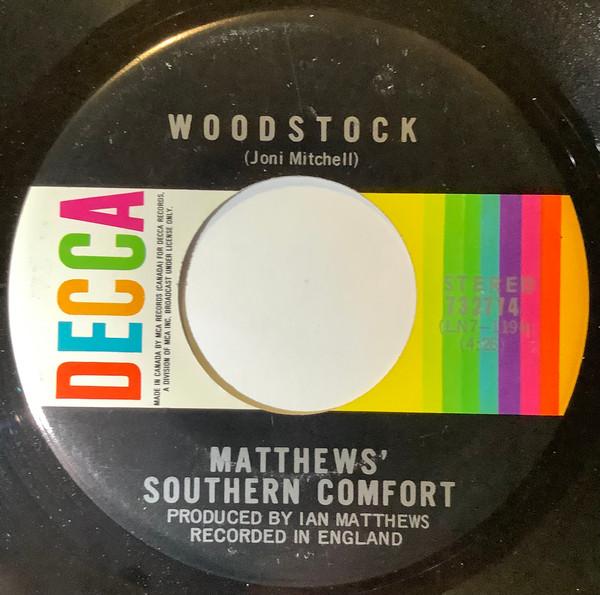 WOODSTOCK
(Joni Mitchell)
DECCA
MADE IN CANADA BY MCA RECORDS (CANADA) FOR DECCA RECORDS,
A DIVISION OF MCA INC. BROADCAST UNDER LICENSE ONLY.
STEREO
732774
MATTHEWS'
SOUTHERN COMFORT
PRODUCED BY IAN MATTHEWS
RECORDED IN ENGLAND